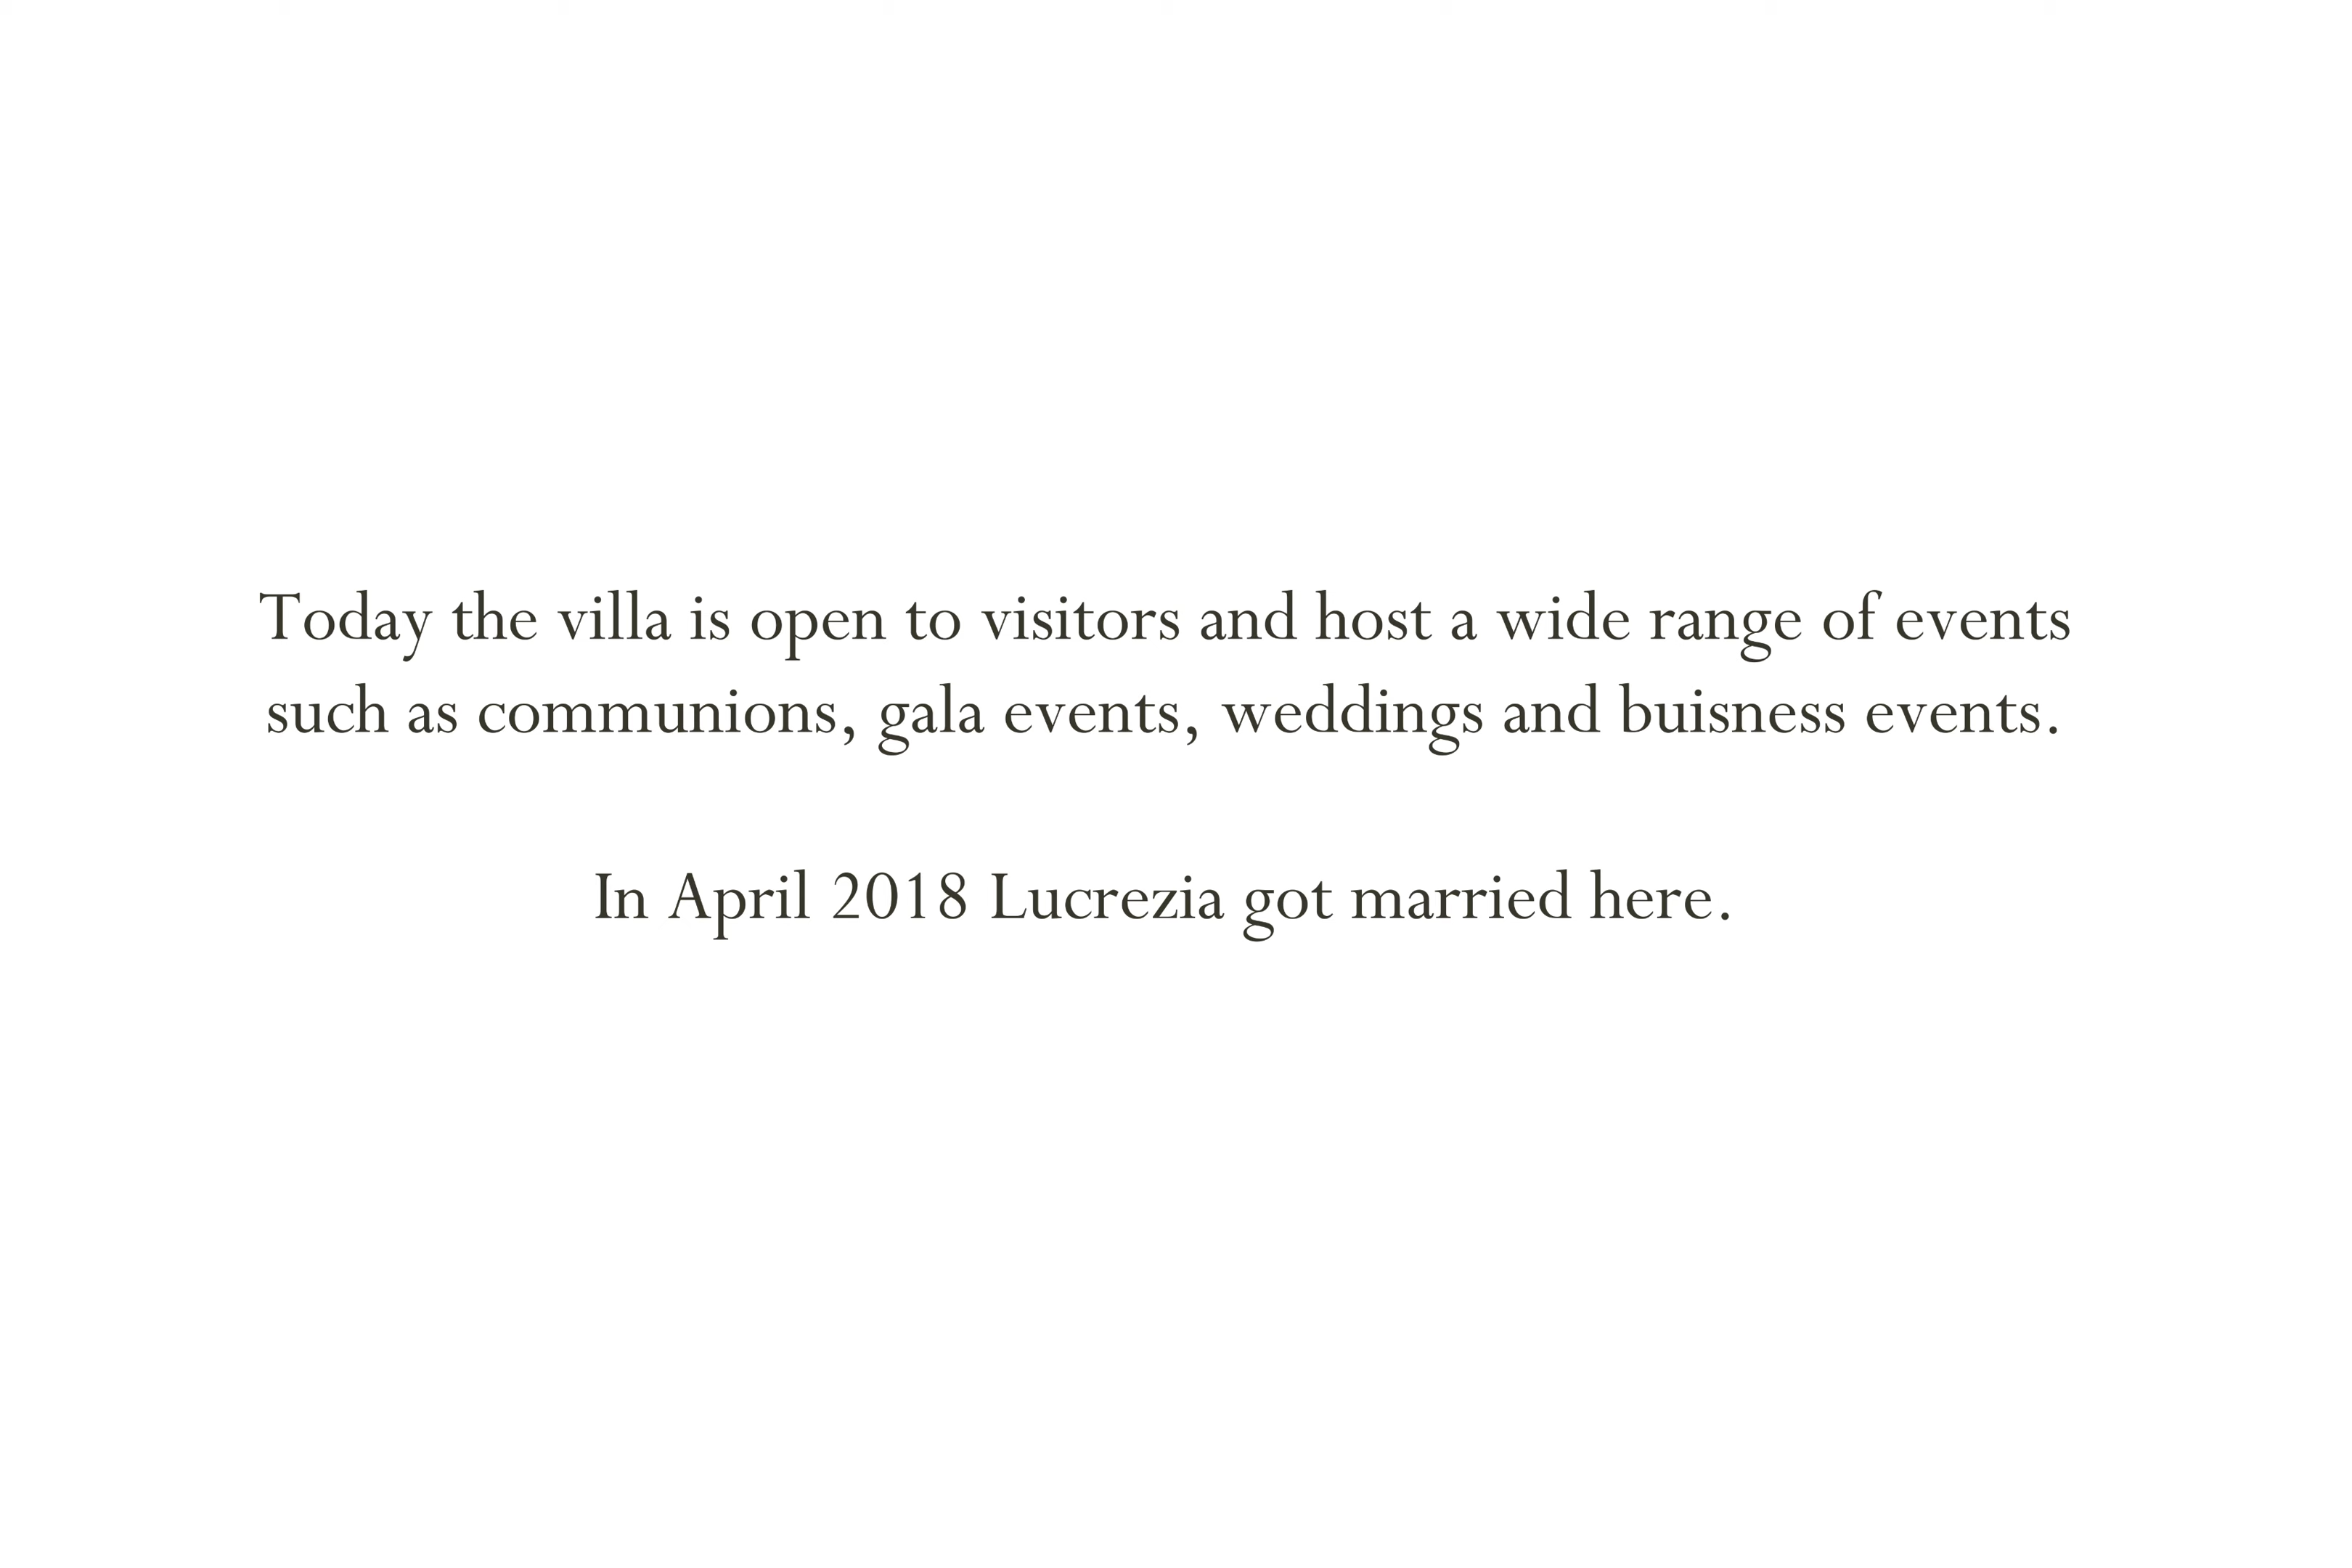 Today the villa is open to visitors and host a wide range of events
such as communions, gala events, weddings and buisness events.
In April 2018 Lucrezia got married here.